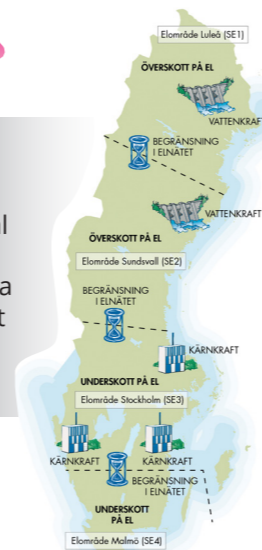 Elområde Luleå (SE1)
ÖVERSKOTT PÅ EL
VATTENKRAFT
BEGRÄNSNING
I ELNÄTET
VATTENKRAFT
ÖVERSKOTT PÅ EL
Elområde Sundsvall (SE2)
BEGRÄNSNING
I ELNÄTET
KÄRNKRAFT
UNDERSKOTT PÅ EL
Elområde Stockholm (SE3)
KÄRNKRAFT
KÄRNKRAFT
BEGRÄNSNING
I ELNÄTET
UNDERSKOTT
PÅ EL
Elområde Malmö (SE4)